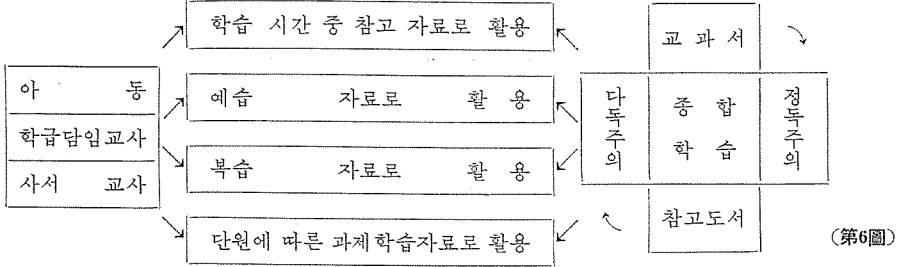 학습 시간 중 참고 자료로 활용
교 과 서
아 동
예습 자료로 활 용
다독주의
종 합
학 습
정독주의
학급담임교사
사서 교사
복습 자료로 활 용
참고도서
단원에 따른 과제학습자료로 활용
(第6圖)